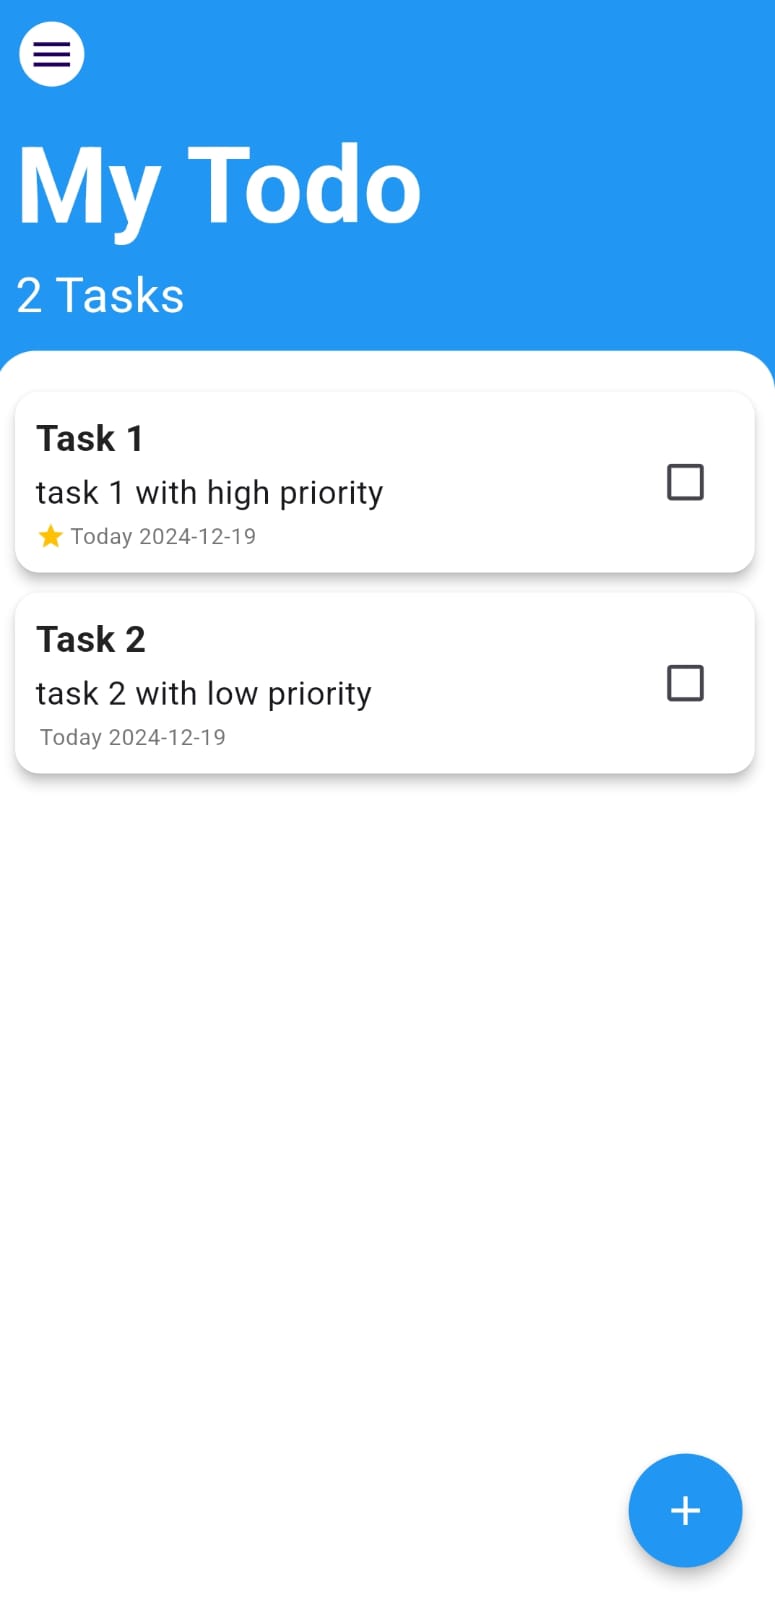 My Todo
2 Tasks
Task 1
task 1 with high priority
Today 2024-12-19
Task 2
task 2 with low priority
Today 2024-12-19